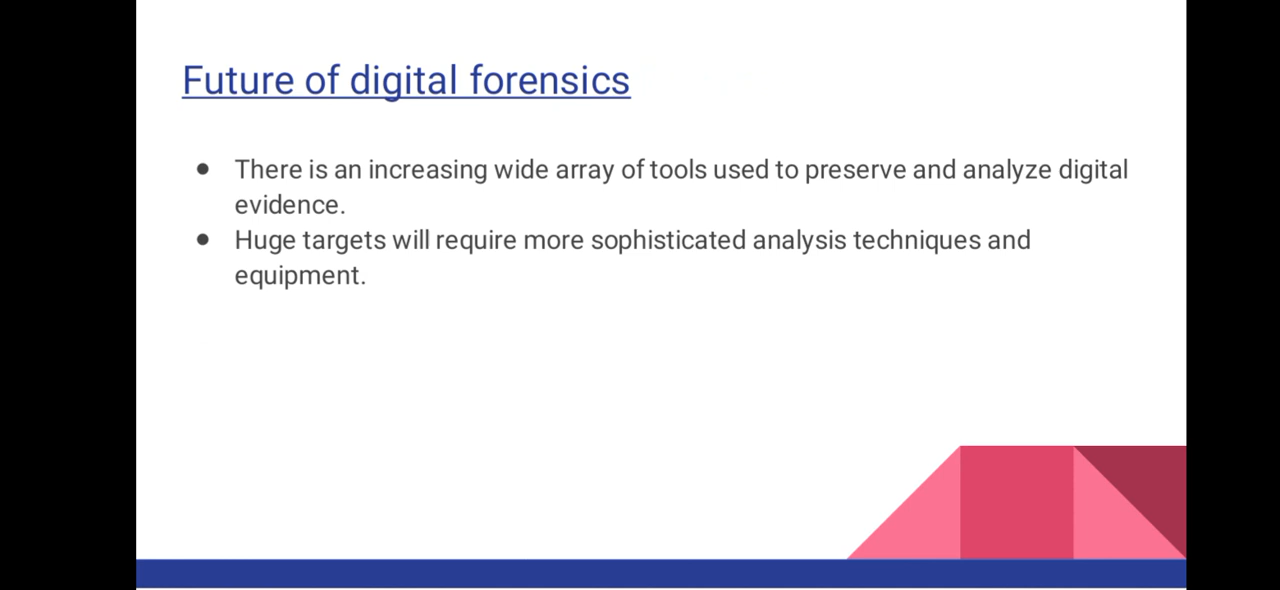 Future of digital forensics
● There is an increasing wide array of tools used to preserve and analyze digital
evidence.
● Huge targets will require more sophisticated analysis techniques and
equipment.